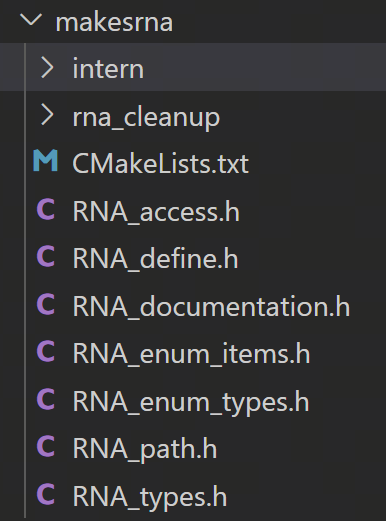 makesrna
intern
rna_cleanup
CMakeLists.txt
RNA_access.h
RNA_define.h
RNA_documentation.h
RNA_enum_items.h
RNA_enum_types.h
RNA_path.h
RNA_types.h